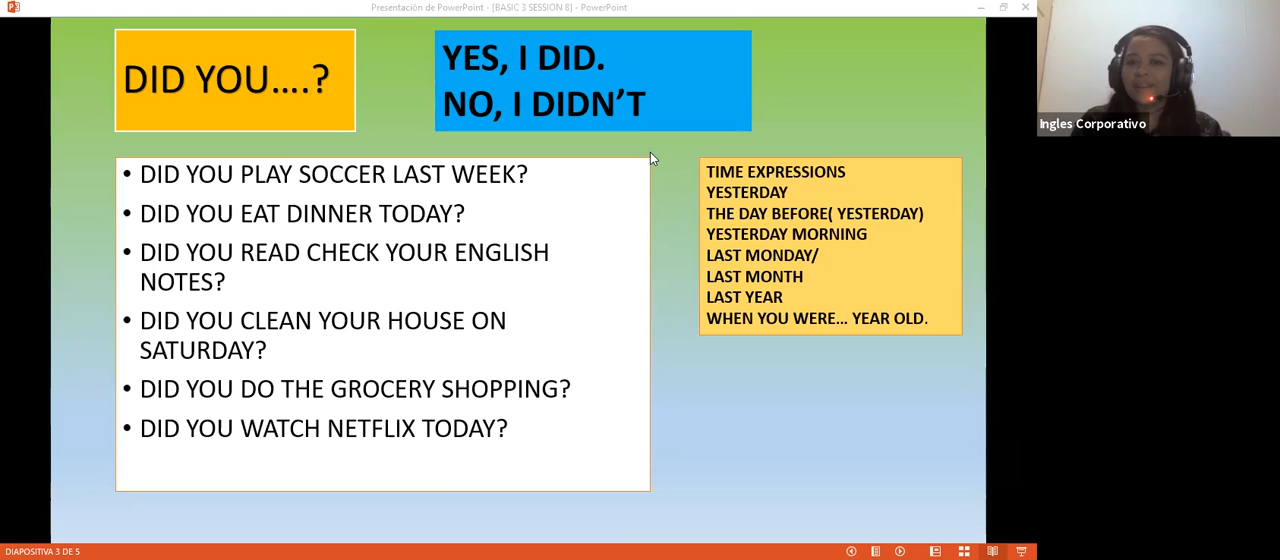 Presentación de PowerPoint - [BASIC 3 SESSION 8] - PowerPoint
DID YOU....?
YES, I DID.
NO, I DIDN’T
• DID YOU PLAY SOCCER LAST WEEK?
• DID YOU EAT DINNER TODAY?
• DID YOU READ CHECK YOUR ENGLISH
NOTES?
• DID YOU CLEAN YOUR HOUSE ON
SATURDAY?
• DID YOU DO THE GROCERY SHOPPING?
• DID YOU WATCH NETFLIX TODAY?
TIME EXPRESSIONS
YESTERDAY
THE DAY BEFORE( YESTERDAY)
YESTERDAY MORNING
LAST MONDAY/
LAST MONTH
LAST YEAR
WHEN YOU WERE... YEAR OLD.
Ingles Corporativo
DIAPOSITIVA 3 DE 5